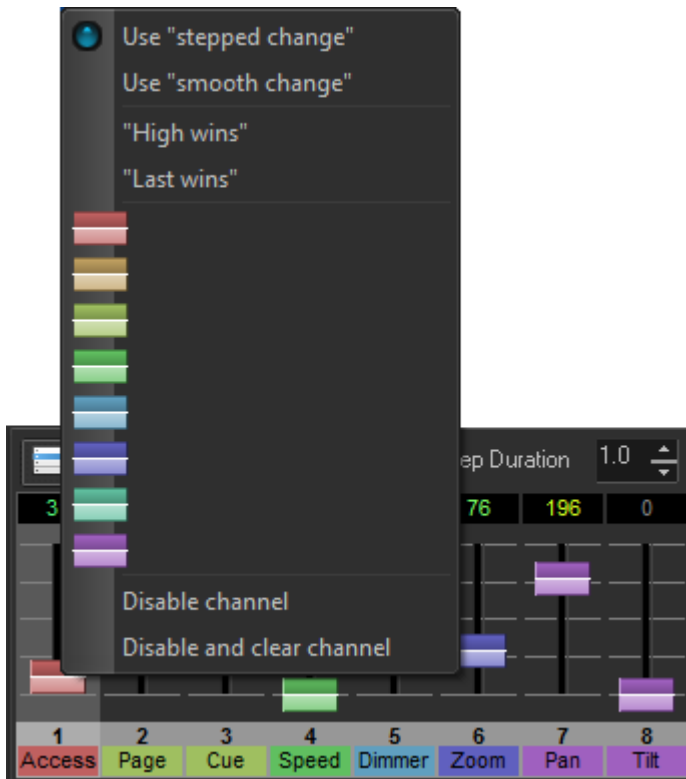 Use "stepped change"
Use "smooth change"
"High wins"
"Last wins"
Disable channel
Disable and clear channel
ep Duration 1.0
3 76 196 0
1 2 3 4 5 6 7 8
Access Page Cue Speed Dimmer Zoom Pan Tilt